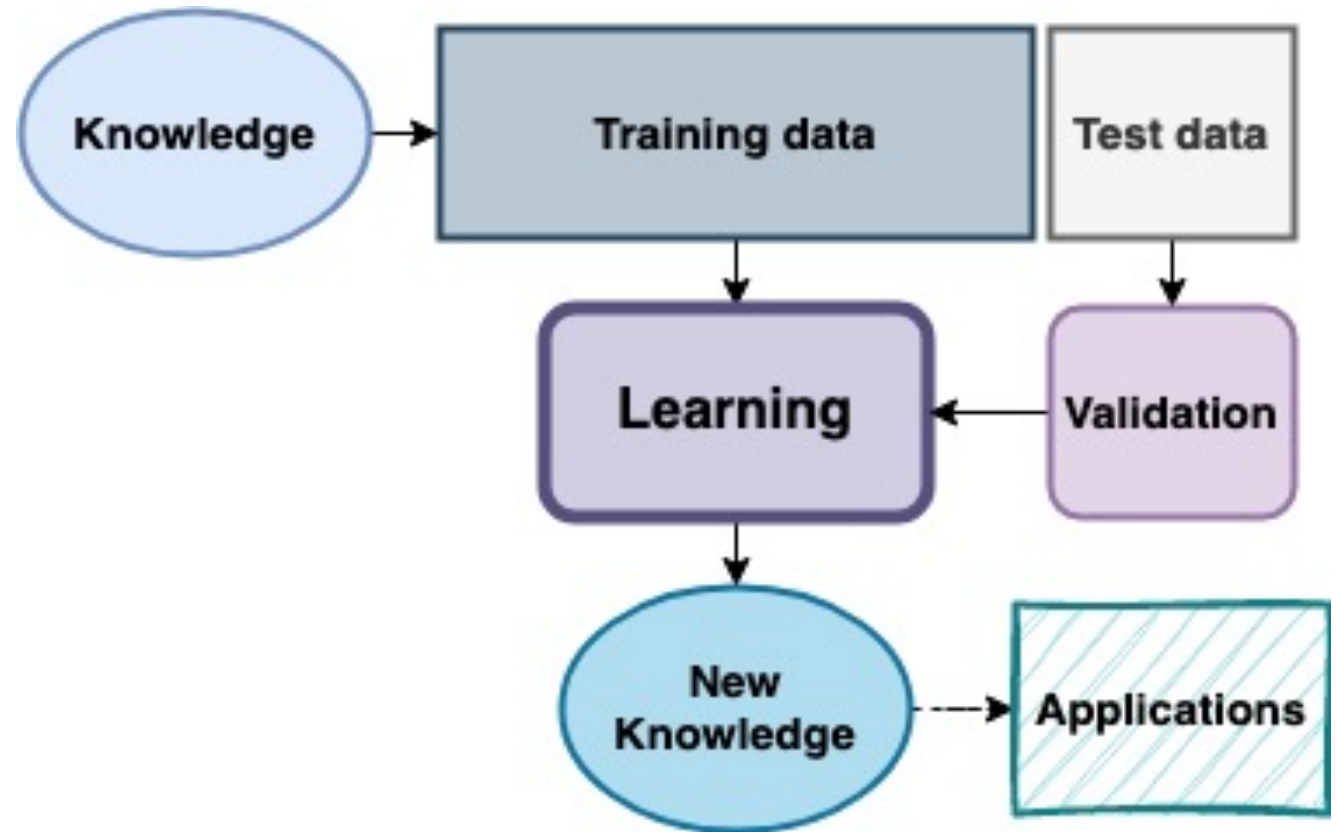 Knowledge
Training data
Test data
Learning
Validation
New
Knowledge
Applications